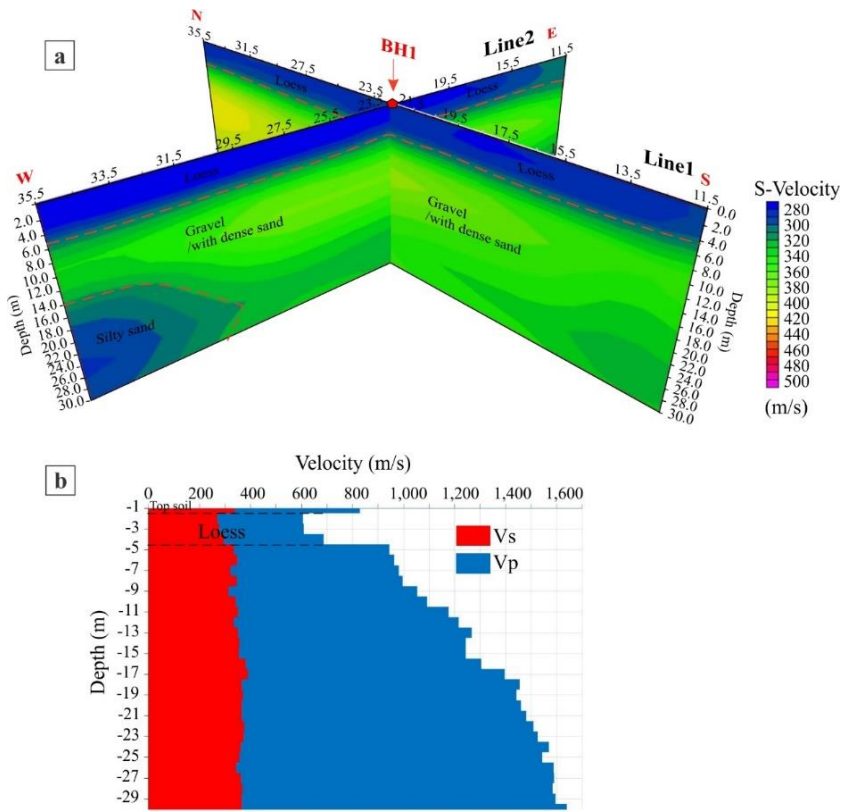 a
N
35.5
31.5
27.5
23.5
BH1
Line2
E
11.5
15.5
19.5
Loess
Loess
W
35.5
33.5
31.5
29.5
27.5
25.5
23.5
19.5
17.5
15.5
13.5
11.5
Line1
S
Loess
Loess
Gravel
/with dense sand
Gravel
/with dense sand
Silty sand
2.0
4.0
6.0
8.0
10.0
12.0
14.0
16.0
18.0
20.0
22.0
24.0
26.0
28.0
30.0
Depth (m)
0.0
2.0
4.0
6.0
8.0
10.0
12.0
14.0
16.0
18.0
20.0
22.0
24.0
26.0
28.0
30.0
Depth (m)
S-Velocity
280
300
320
340
360
380
400
420
440
460
480
500
(m/s)
b
Velocity (m/s)
0 200 400 600 800 1,000 1,200 1,400 1,600
Top soil
Loess
Vs
Vp
-1
-3
-5
-7
-9
-11
-13
-15
-17
-19
-21
-23
-25
-27
-29
Depth (m)